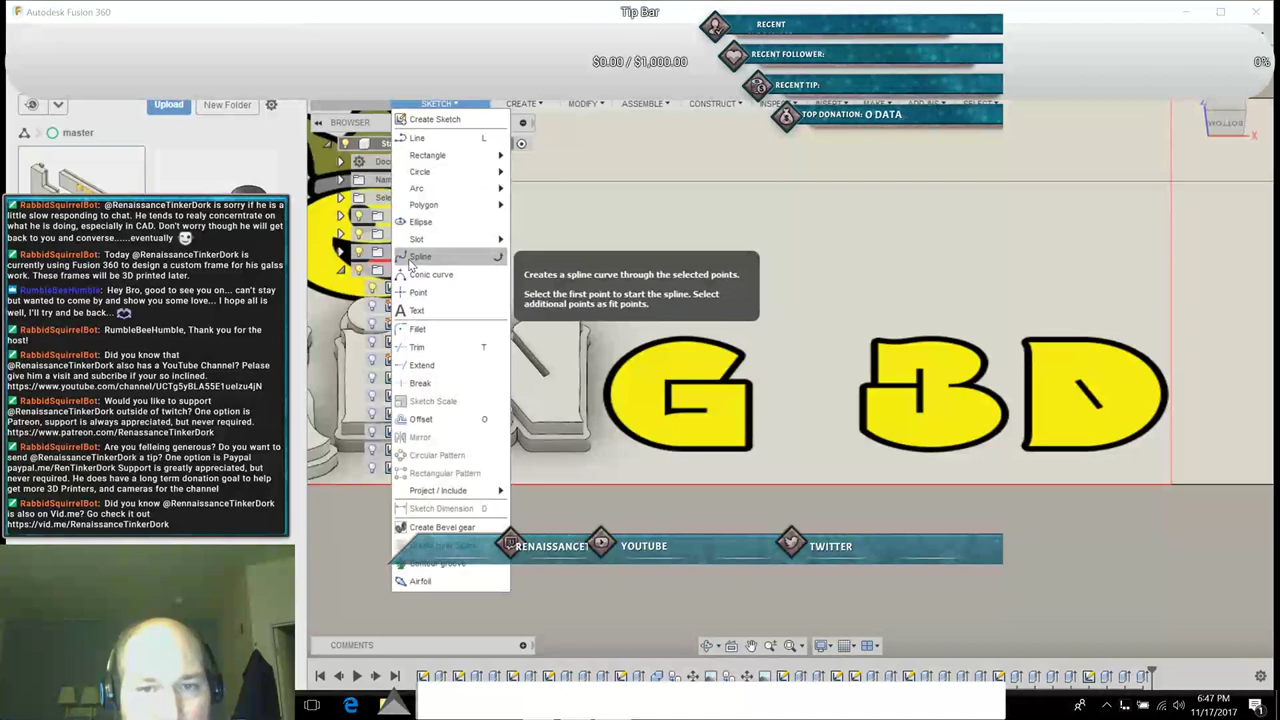 Autodesk Fusion 360
Tip Bar
RECENT
RECENT FOLLOWER:
$0.00 / $1,000.00
0%
RECENT TIP:
TOP DONATION: 0 DATA
Upload
New Folder
SKETCH
CREATE
MODIFY
ASSEMBLE
CONSTRUCT
BROWSER
master
BOTTOM
X
Create Sketch
Line L
Rectangle
Circle
Arc
Polygon
Ellipse
Slot
Spline
Conic curve
Point
Text
Fillet
Trim T
Extend
Break
Sketch Scale
Offset O
Mirror
Circular Pattern
Rectangular Pattern
Project / Include
Sketch Dimension D
Create Bevel gear
Contour groove
Airfoil
Creates a spline curve through the selected points.
Select the first point to start the spline. Select
additional points as fit points.
RabbidSquirrelBot: @RenaissanceTinkerDork is sorry if he is a
little slow responding to chat. He tends to realy concerntrate on
what he is doing, especially in CAD. Don't worry though he will get
back to you and converse......eventually
RabbidSquirrelBot: Today @RenaissanceTinkerDork is
currently using Fusion 360 to design a custom frame for his galss
work. These frames will be 3D printed later.
RumbleBeeHumble: Hey Bro, good to see you on... can't stay
but wanted to come by and show you some love... I hope all is
well, I'll try and be back...
RabbidSquirrelBot: RumbleBeeHumble, Thank you for the
host!
RabbidSquirrelBot: Did you know that
@RenaissanceTinkerDork also has a YouTube Channel? Pelase
give him a visit and subcribe if your so inclined.
https://www.youtube.com/channel/UCTg5yBLA55E1uelzu4jN
RabbidSquirrelBot: Would you like to support
@RenaissanceTinkerDork outside of twitch? One option is
Patreon, support is always appreciated, but never required.
https://www.patreon.com/RenassanceTinkerDork
RabbidSquirrelBot: Are you felleing generous? Do you want to
send @RenaissanceTinkerDork a tip? One option is Paypal
paypal.me/RenTinkerDork Support is greatly appreciated, but
never required. He does have a long term donation goal to help
get more 3D Printers, and cameras for the channel
RabbidSquirrelBot: Did you know @RennaissanceTinkerDork
is also on Vid.me? Go check it out
https://vid.me/RenaissanceTinkerDork
G 3D
RENAISSANCET
YOUTUBE
TWITTER
COMMENTS
6:47 PM
11/17/2017